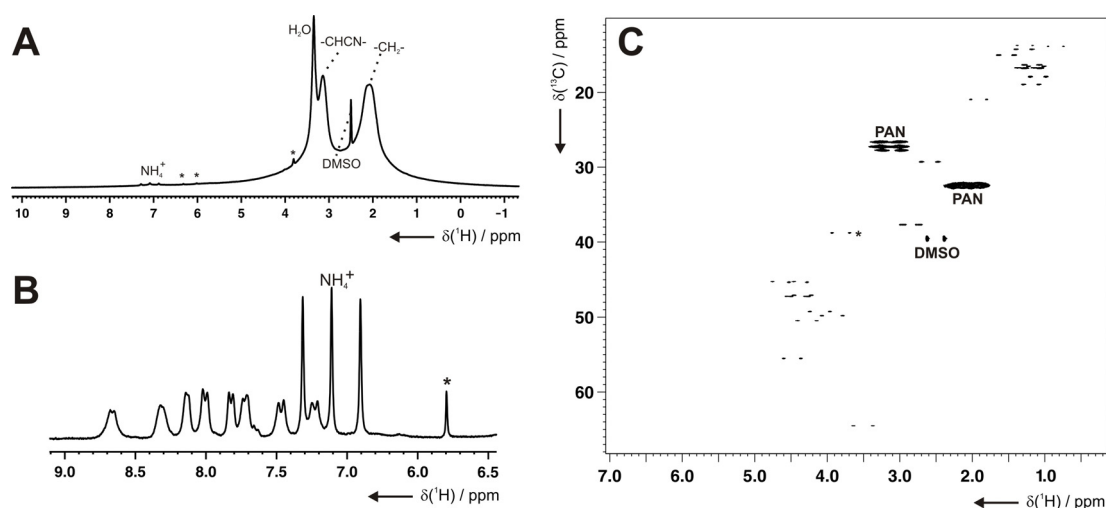 A
H₂O
-CHCN-
-CH₂-
*
DMSO
NH₄⁺
* *
10 9 8 7 6 5 4 3 2 1 0 -1
δ(¹H) / ppm
B
NH₄⁺
*
9.0 8.5 8.0 7.5 7.0 6.5
δ(¹H) / ppm
C
δ(¹³C) / ppm
20
30
40
50
60
PAN
PAN
*
DMSO
7.0 6.0 5.0 4.0 3.0 2.0 1.0
δ(¹H) / ppm